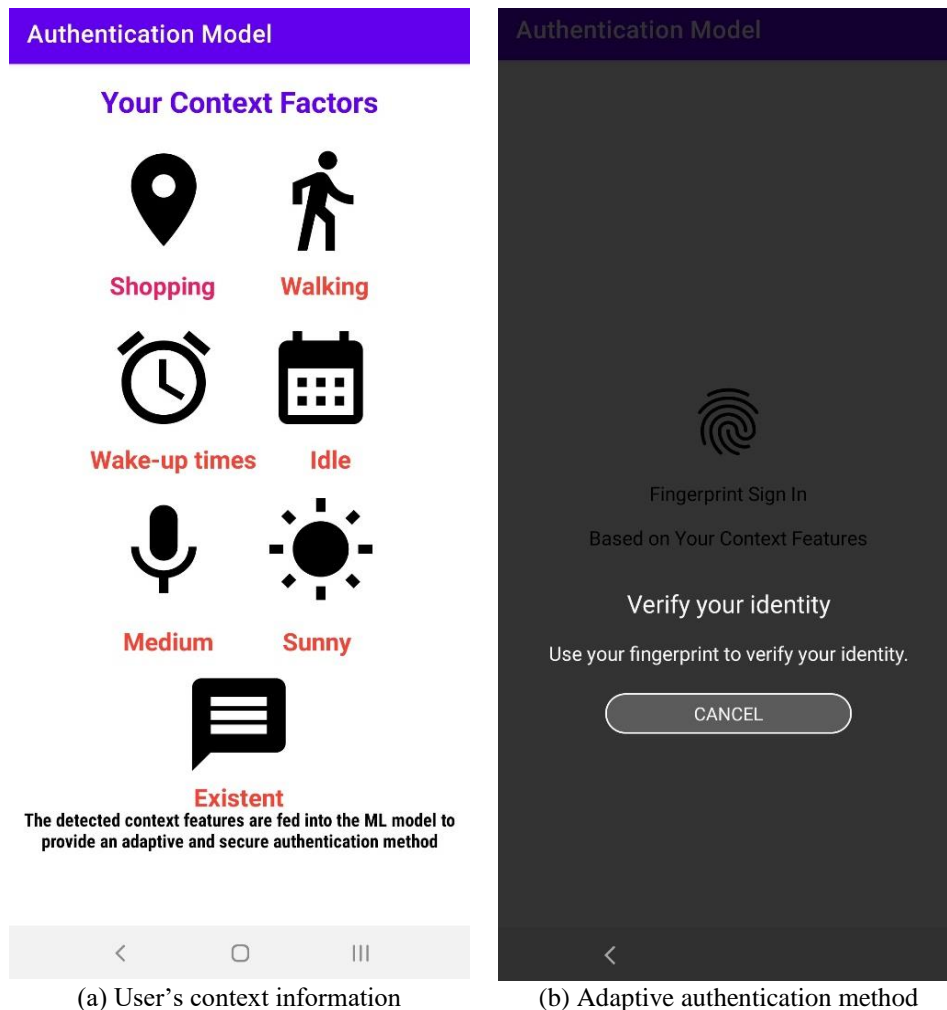 Authentication Model
Your Context Factors
Shopping
Walking
Wake-up times
Idle
Medium
Sunny
Existent
The detected context features are fed into the ML model to
provide an adaptive and secure authentication method
(a) User's context information
Authentication Model
Fingerprint Sign In
Based on Your Context Features
Verify your identity
Use your fingerprint to verify your identity.
CANCEL
(b) Adaptive authentication method